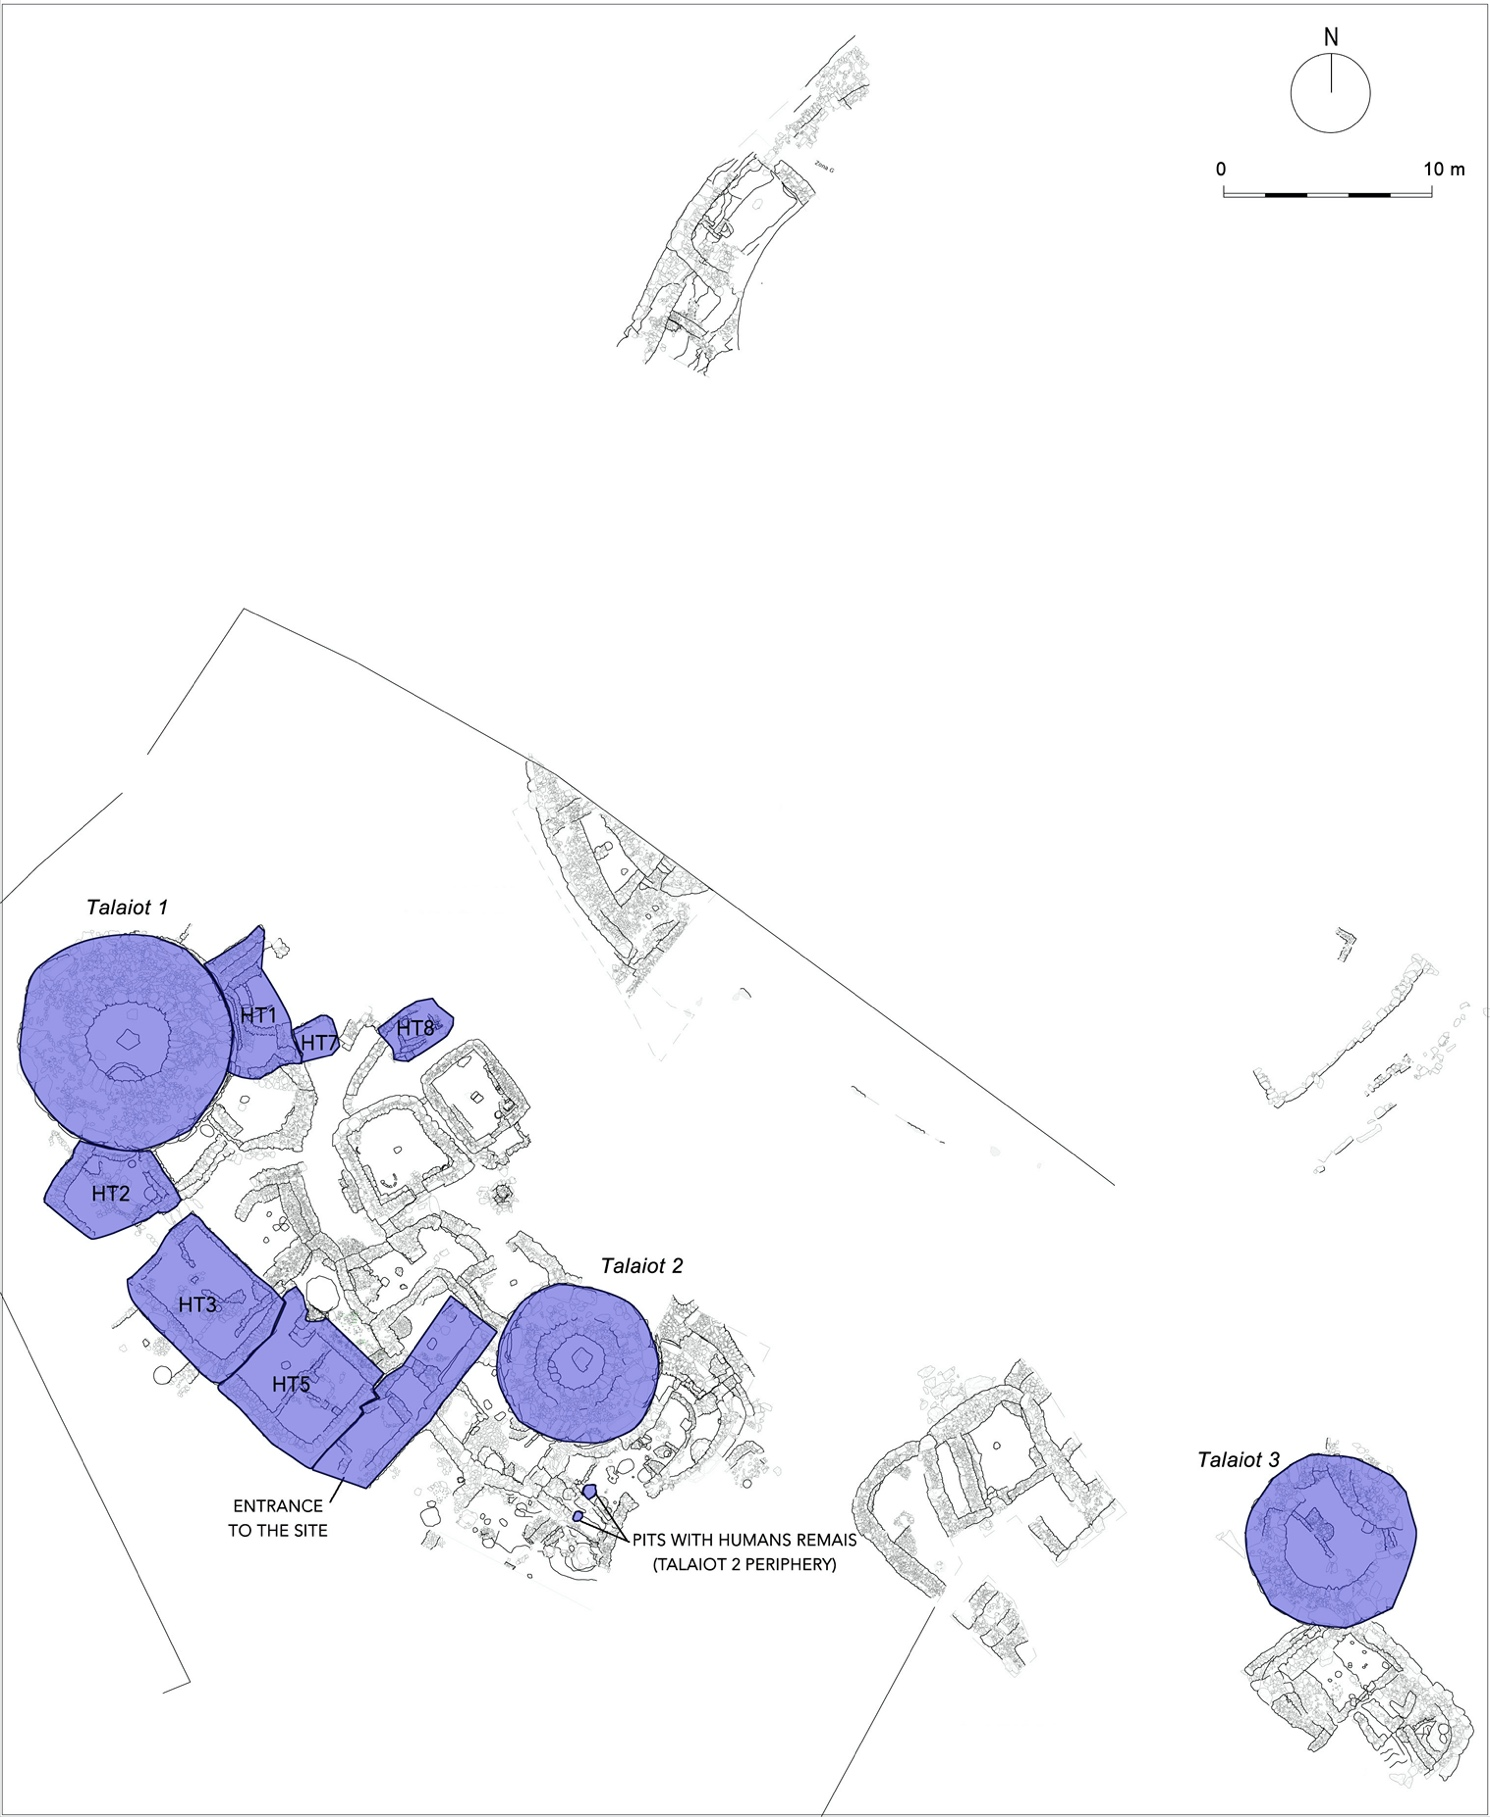 N
0 10 m
Zona G
Talaiot 1
HT1
HT7
HT8
HT2
Talaiot 2
HT3
HT5
Talaiot 3
ENTRANCE
TO THE SITE
PITS WITH HUMANS REMAIS
(TALAIOT 2 PERIPHERY)